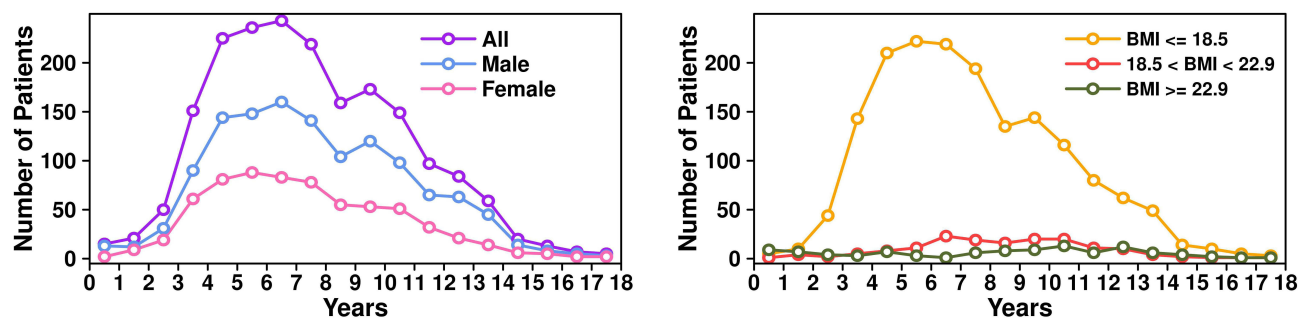 Number of Patients
200
150
100
50
0
All
Male
Female
0 1 2 3 4 5 6 7 8 9 10 11 12 13 14 15 16 17 18
Years
Number of Patients
200
150
100
50
0
BMI <= 18.5
18.5 < BMI < 22.9
BMI >= 22.9
0 1 2 3 4 5 6 7 8 9 10 11 12 13 14 15 16 17 18
Years